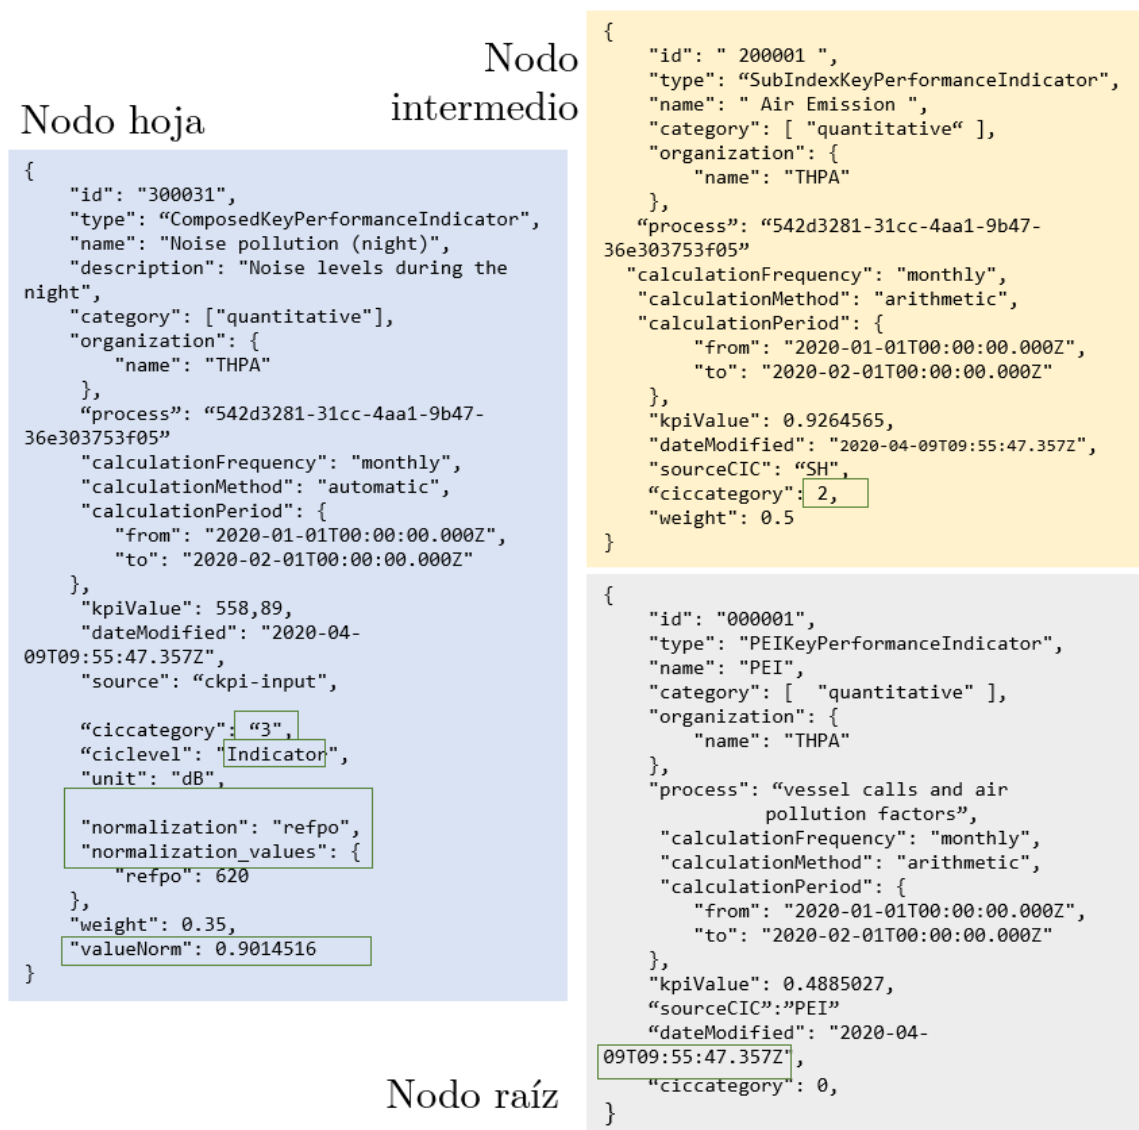 Nodo hoja
{
"id": "300031",
"type": “ComposedKeyPerformanceIndicator",
"name": "Noise pollution (night)",
"description": "Noise levels during the
night",
"category": ["quantitative"],
"organization": {
"name": "THPA"
},
“process”: “542d3281-31cc-4aa1-9b47-
36e303753f05”
"calculationFrequency": "monthly",
"calculationMethod": "automatic",
"calculationPeriod": {
"from": "2020-01-01T00:00:00.000Z",
"to": "2020-02-01T00:00:00.000Z"
},
"kpiValue": 558,89,
"dateModified": "2020-04-
09T09:55:47.357Z",
"source": “ckpi-input",
“ciccategory": “3",
“ciclevel": "Indicator",
"unit": "dB",
"normalization": "refpo",
"normalization_values": {
"refpo": 620
},
"weight": 0.35,
"valueNorm": 0.9014516
}
Nodo
intermedio
{
"id": " 200001 ",
"type": “SubIndexKeyPerformanceIndicator",
"name": " Air Emission ",
"category": [ "quantitative“ ],
"organization": {
"name": "THPA"
},
“process”: “542d3281-31cc-4aa1-9b47-
36e303753f05”
"calculationFrequency": "monthly",
"calculationMethod": "arithmetic",
"calculationPeriod": {
"from": "2020-01-01T00:00:00.000Z",
"to": "2020-02-01T00:00:00.000Z"
},
"kpiValue": 0.9264565,
"dateModified": "2020-04-09T09:55:47.357Z",
"sourceCIC": “SH",
“ciccategory": 2,
"weight": 0.5
}
Nodo raíz
{
"id": "000001",
"type": "PEIKeyPerformanceIndicator",
"name": "PEI",
"category": [ "quantitative" ],
"organization": {
"name": "THPA"
},
"process": “vessel calls and air
pollution factors”,
"calculationFrequency": "monthly",
"calculationMethod": "arithmetic",
"calculationPeriod": {
"from": "2020-01-01T00:00:00.000Z",
"to": "2020-02-01T00:00:00.000Z"
},
"kpiValue": 0.4885027,
“sourceCIC”:”PEI”
“dateModified": "2020-04-
09T09:55:47.357Z",
“ciccategory": 0,
}